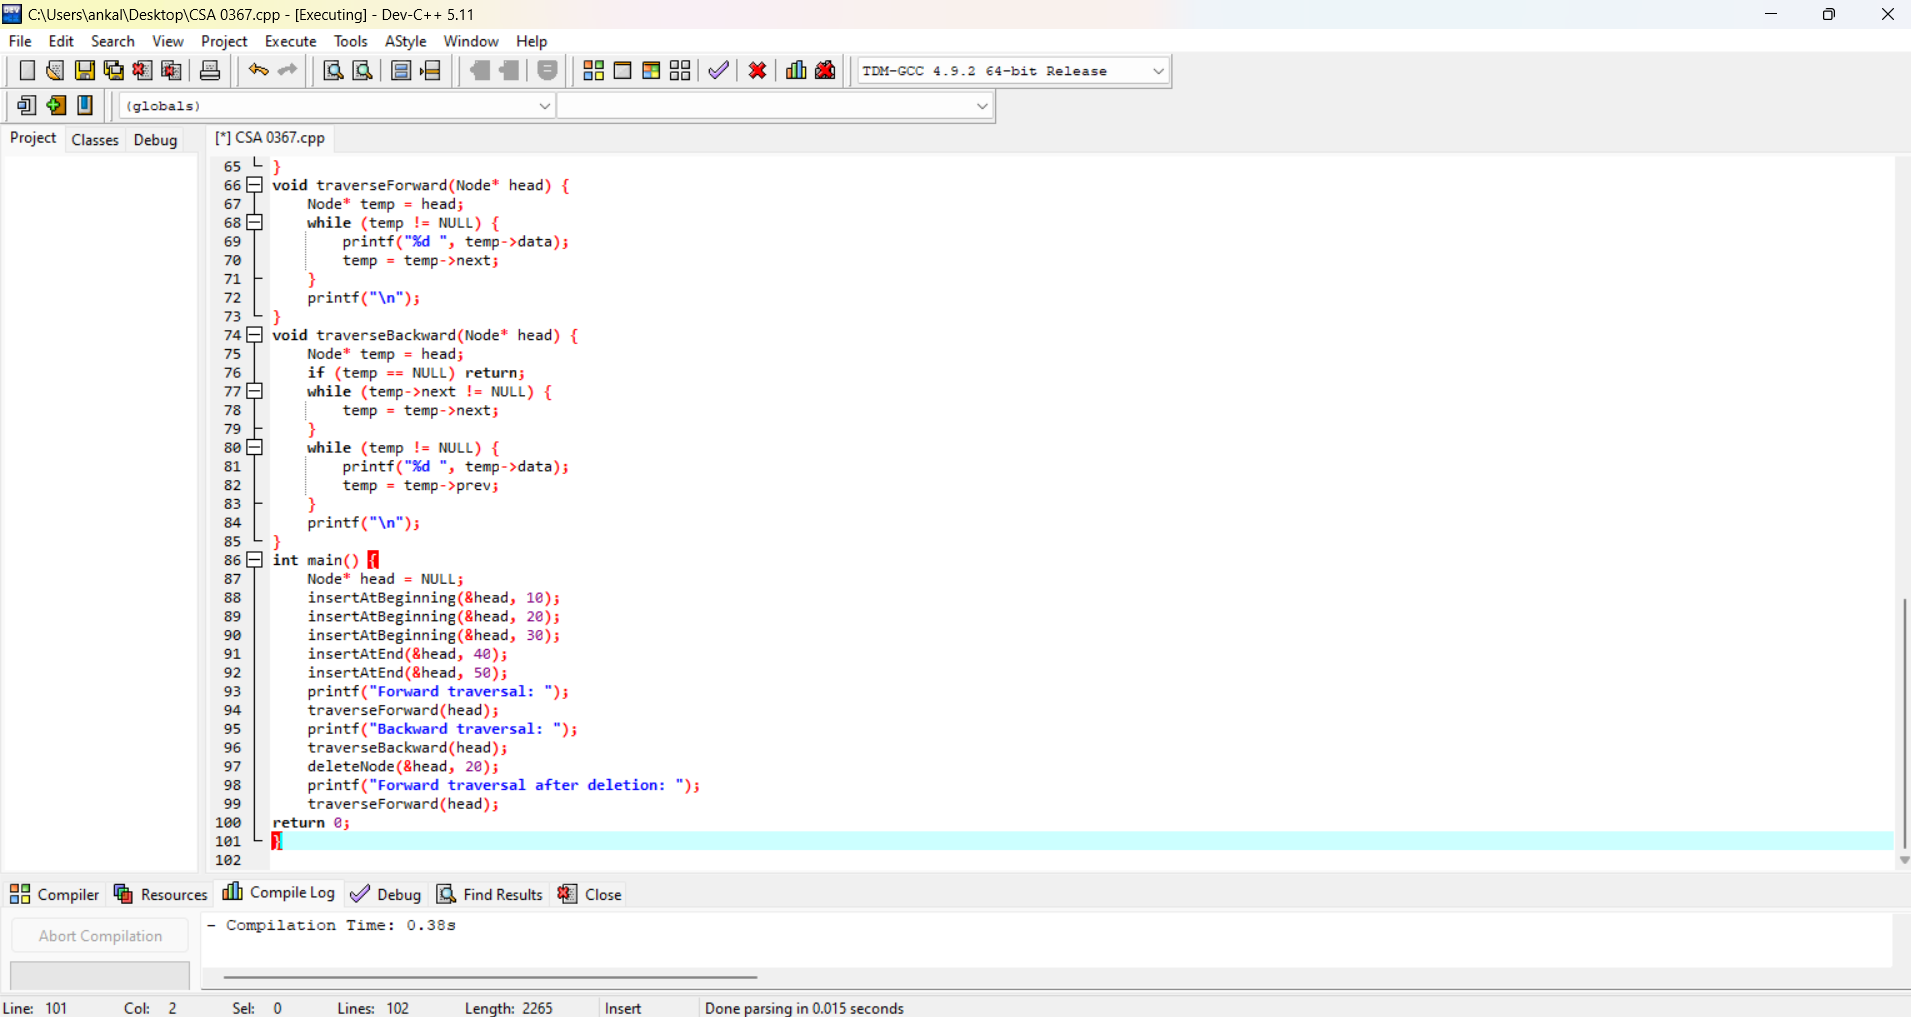 C:\Users\ankal\Desktop\CSA 0367.cpp - [Executing] - Dev-C++ 5.11
File Edit Search View Project Execute Tools AStyle Window Help
TDM-GCC 4.9.2 64-bit Release
(globals)
Project Classes Debug [*] CSA 0367.cpp
65 }
66 void traverseForward(Node* head) {
67     Node* temp = head;
68     while (temp != NULL) {
69         printf("%d ", temp->data);
70         temp = temp->next;
71     }
72     printf("\n");
73 }
74 void traverseBackward(Node* head) {
75     Node* temp = head;
76     if (temp == NULL) return;
77     while (temp->next != NULL) {
78         temp = temp->next;
79     }
80     while (temp != NULL) {
81         printf("%d ", temp->data);
82         temp = temp->prev;
83     }
84     printf("\n");
85 }
86 int main() {
87     Node* head = NULL;
88     insertAtBeginning(&head, 10);
89     insertAtBeginning(&head, 20);
90     insertAtBeginning(&head, 30);
91     insertAtEnd(&head, 40);
92     insertAtEnd(&head, 50);
93     printf("Forward traversal: ");
94     traverseForward(head);
95     printf("Backward traversal: ");
96     traverseBackward(head);
97     deleteNode(&head, 20);
98     printf("Forward traversal after deletion: ");
99     traverseForward(head);
100 return 0;
101 }
102
Compiler Resources Compile Log Debug Find Results Close
Abort Compilation
- Compilation Time: 0.38s
Line: 101 Col: 2 Sel: 0 Lines: 102 Length: 2265 Insert Done parsing in 0.015 seconds